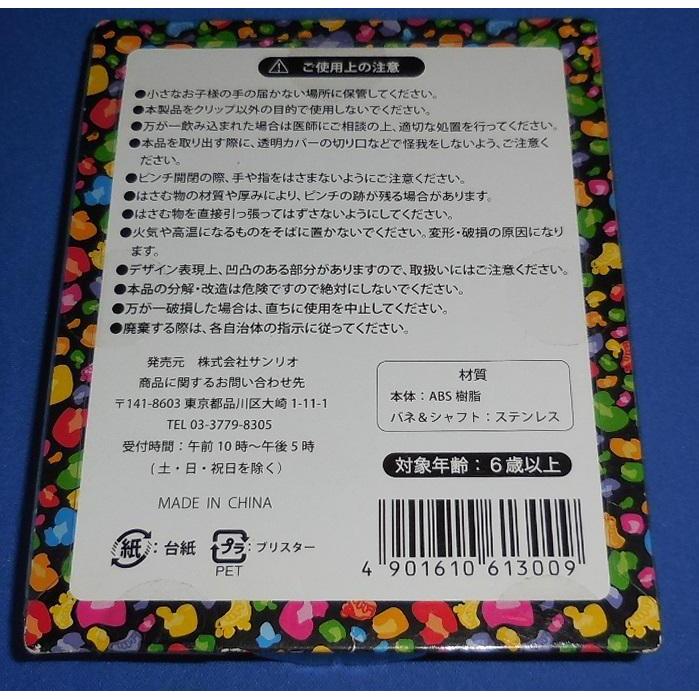 ご使用上の注意
●小さなお子様の手の届かない場所に保管してください。
●本製品をクリップ以外の目的で使用しないでください。
●万が一飲み込まれた場合は医師にご相談の上、適切な処置を行ってください。
●本品を取り出す際に、透明カバーの切り口などで怪我をしないよう、ご注意く
ださい。
●ピンチ開閉の際、手や指をはさまないようにご注意ください。
●はさむ物の材質や厚みにより、ピンチの跡が残る場合があります。
●はさむ物を直接引っ張ってはずさないようにしてください。
●火気や高温になるものをそばに置かないでください。変形・破損の原因になり
ます。
●デザイン表現上、凹凸のある部分がありますので、取扱いにはご注意ください。
●本品の分解・改造は危険ですので絶対にしないでください。
●万が一破損した場合は、直ちに使用を中止してください。
●廃棄する際は、各自治体の指示に従ってください。
発売元 株式会社サンリオ
商品に関するお問い合わせ先
〒141-8603 東京都品川区大崎 1-11-1
TEL 03-3779-8305
受付時間：午前 10 時〜午後 5 時
（土・日・祝日を除く）
MADE IN CHINA
材質
本体：ABS 樹脂
バネ＆シャフト：ステンレス
対象年齢：６歳以上
紙：台紙
プラ：ブリスター
PET
4 901610 613009